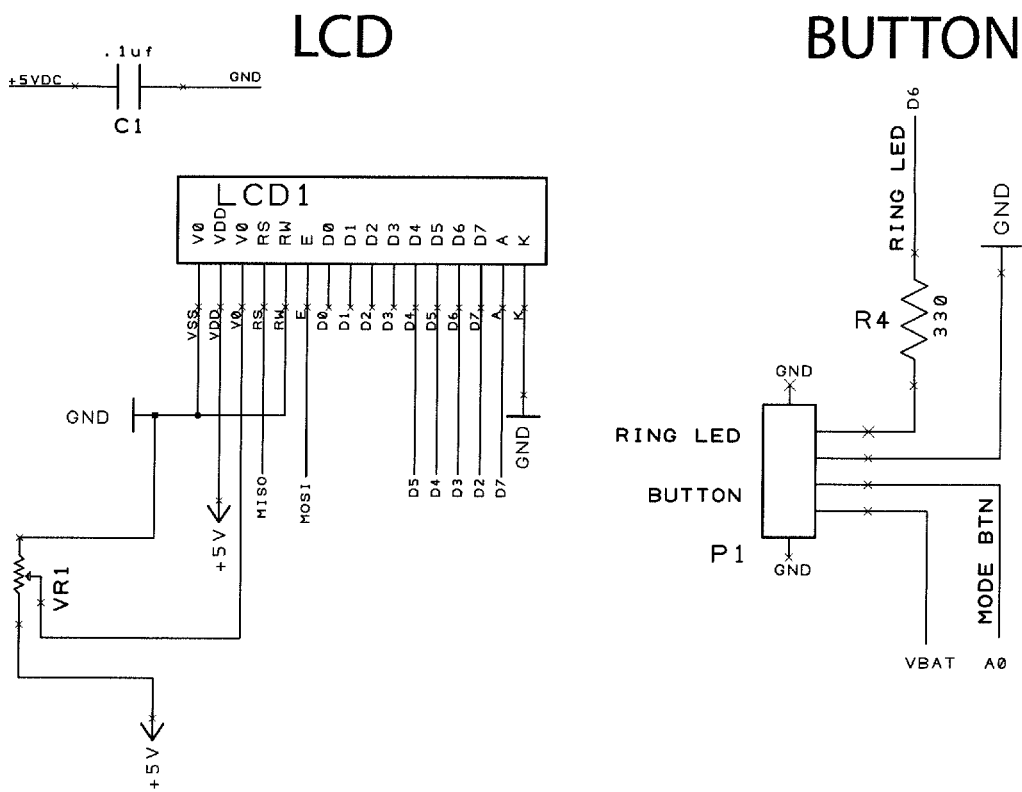 LCD
BUTTON
.1uf
+5VDC
GND
C1
LCD1
V0
VDD
V0
RS
RW
E
D0
D1
D2
D3
D4
D5
D6
D7
A
K
VSS
VDD
V0
RS
RW
E
D0
D1
D2
D3
D4
D5
D6
D7
A
K
GND
GND
MISO
MOSI
D5
D4
D3
D2
D7
+5V
VR1
+5V
D6
RING LED
GND
R4
330
GND
RING LED
BUTTON
P1
GND
MODE BTN
VBAT
A0